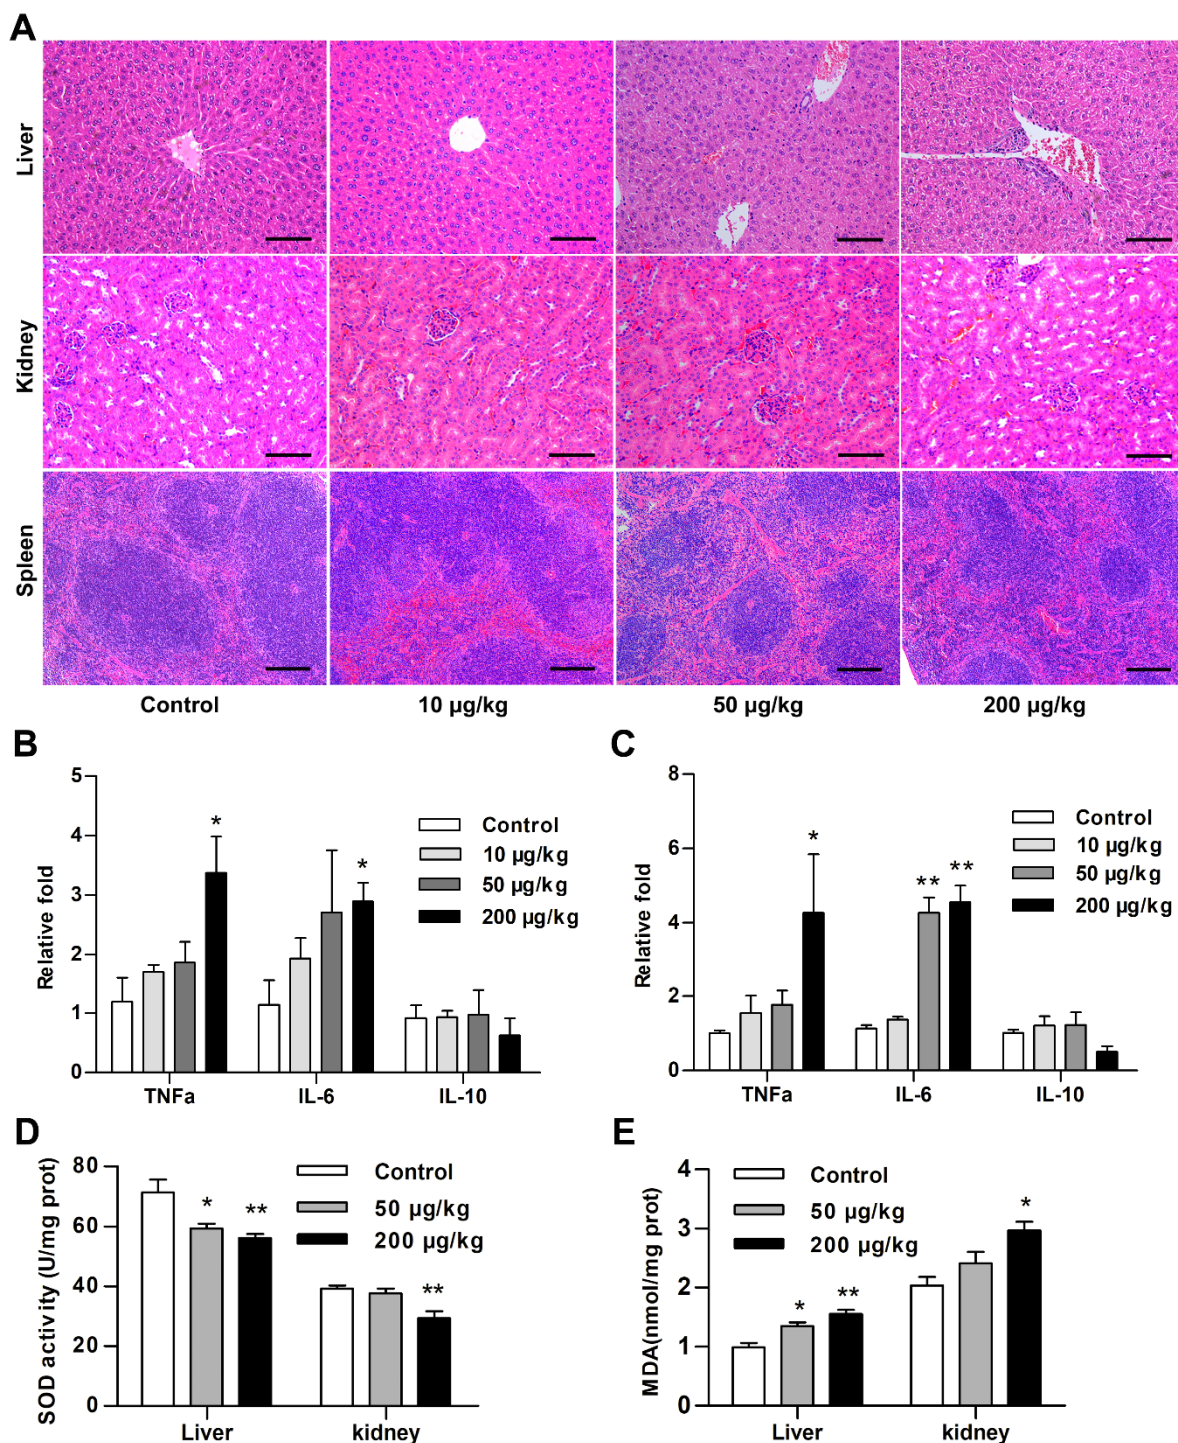 A
Liver
Kidney
Spleen
Control 10 µg/kg 50 µg/kg 200 µg/kg
B
Relative fold
5
4
3
2
1
0
* *
Control
10 µg/kg
50 µg/kg
200 µg/kg
TNFa IL-6 IL-10
C
Relative fold
8
6
4
2
0
* ** **
Control
10 µg/kg
50 µg/kg
200 µg/kg
TNFa IL-6 IL-10
D
SOD activity (U/mg prot)
80
60
40
20
0
* ** **
Control
50 µg/kg
200 µg/kg
Liver kidney
E
MDA(nmol/mg prot)
4
3
2
1
0
* ** *
Control
50 µg/kg
200 µg/kg
Liver kidney